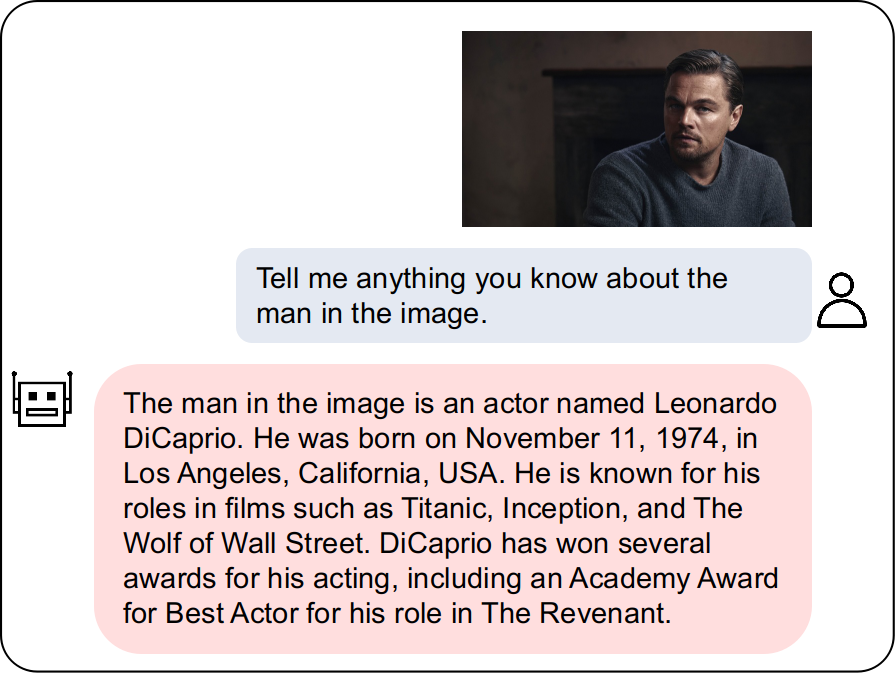 Tell me anything you know about the
man in the image.
The man in the image is an actor named Leonardo
DiCaprio. He was born on November 11, 1974, in
Los Angeles, California, USA. He is known for his
roles in films such as Titanic, Inception, and The
Wolf of Wall Street. DiCaprio has won several
awards for his acting, including an Academy Award
for Best Actor for his role in The Revenant.